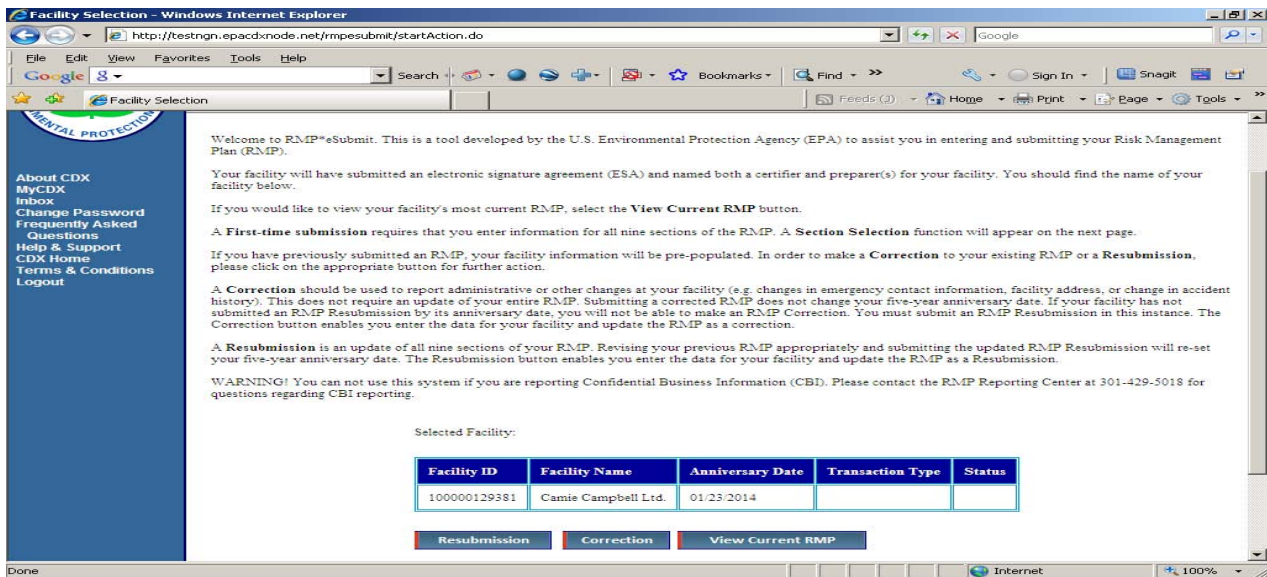 Facility Selection - Windows Internet Explorer
http://testngn.epacdxnode.net/rmpesubmit/startAction.do
Google
File Edit View Favorites Tools Help
Google
Search
Bookmarks
Find
Sign In
Snagit
Facility Selection
Feeds (J)
Home
Print
Page
Tools
MENTAL PROTECTIO
About CDX
MyCDX
Inbox
Change Password
Frequently Asked
Questions
Help & Support
CDX Home
Terms & Conditions
Logout
Welcome to RMP*eSubmit. This is a tool developed by the U.S. Environmental Protection Agency (EPA) to assist you in entering and submitting your Risk Management
Plan (RMP).
Your facility will have submitted an electronic signature agreement (ESA) and named both a certifier and preparer(s) for your facility. You should find the name of your
facility below.
If you would like to view your facility's most current RMP, select the View Current RMP button.
A First-time submission requires that you enter information for all nine sections of the RMP. A Section Selection function will appear on the next page.
If you have previously submitted an RMP, your facility information will be pre-populated. In order to make a Correction to your existing RMP or a Resubmission,
please click on the appropriate button for further action.
A Correction should be used to report administrative or other changes at your facility (e.g. changes in emergency contact information, facility address, or change in accident
history). This does not require an update of your entire RMP. Submitting a corrected RMP does not change your five-year anniversary date. If your facility has not
submitted an RMP Resubmission by its anniversary date, you will not be able to make an RMP Correction. You must submit an RMP Resubmission in this instance. The
Correction button enables you enter the data for your facility and update the RMP as a correction.
A Resubmission is an update of all nine sections of your RMP. Revising your previous RMP appropriately and submitting the updated RMP Resubmission will re-set
your five-year anniversary date. The Resubmission button enables you enter the data for your facility and update the RMP as a Resubmission.
WARNING! You can not use this system if you are reporting Confidential Business Information (CBI). Please contact the RMP Reporting Center at 301-429-5018 for
questions regarding CBI reporting.
Selected Facility:
Facility ID Facility Name Anniversary Date Transaction Type Status
100000129381 Camie Campbell Ltd. 01/23/2014
Resubmission Correction View Current RMP
Done
Internet
100%